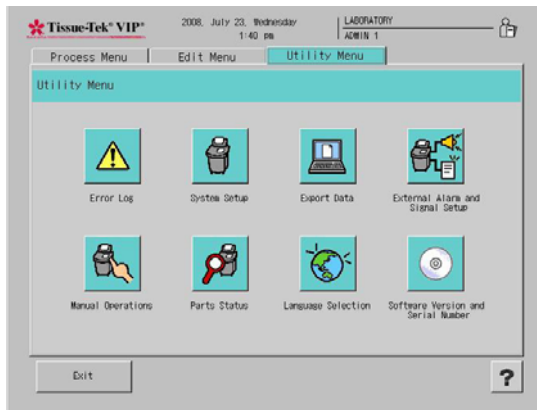 Tissue-Tek® VIP®
2008, July 23, Wednesday
1:40 pm
LABORATORY
ADMIN 1
Process Menu
Edit Menu
Utility Menu
Utility Menu
Error Log
System Setup
Export Data
External Alarm and
Signal Setup
Manual Operations
Parts Status
Language Selection
Software Version and
Serial Number
Exit
?